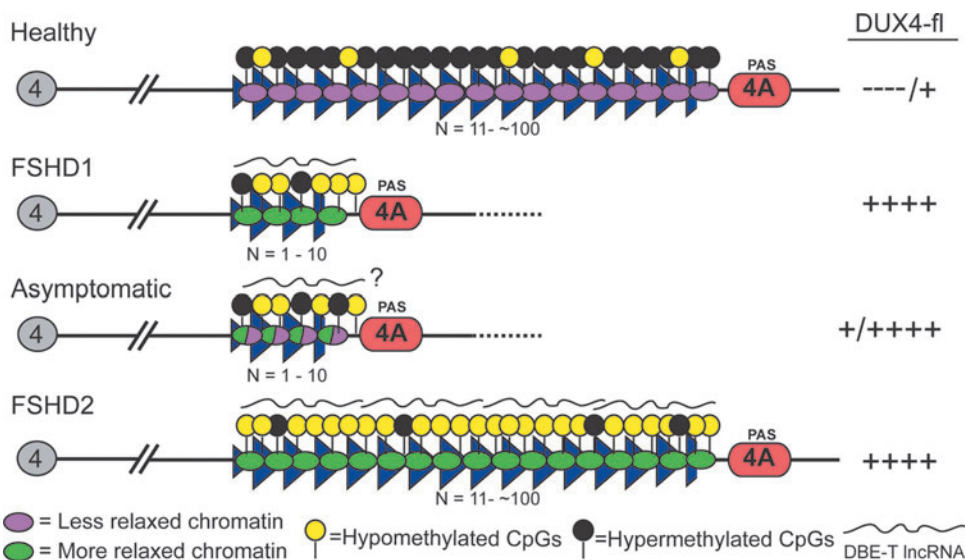 Healthy
DUX4-fl
PAS
4
4A
----/+
N = 11- ~100
FSHD1
PAS
4
4A
++++
N = 1 - 10
Asymptomatic
?
PAS
4
4A
+/++++
N = 1 - 10
FSHD2
PAS
4
4A
++++
N = 11- ~100
= Less relaxed chromatin
= More relaxed chromatin
=Hypomethylated CpGs
=Hypermethylated CpGs
DBE-T lncRNA